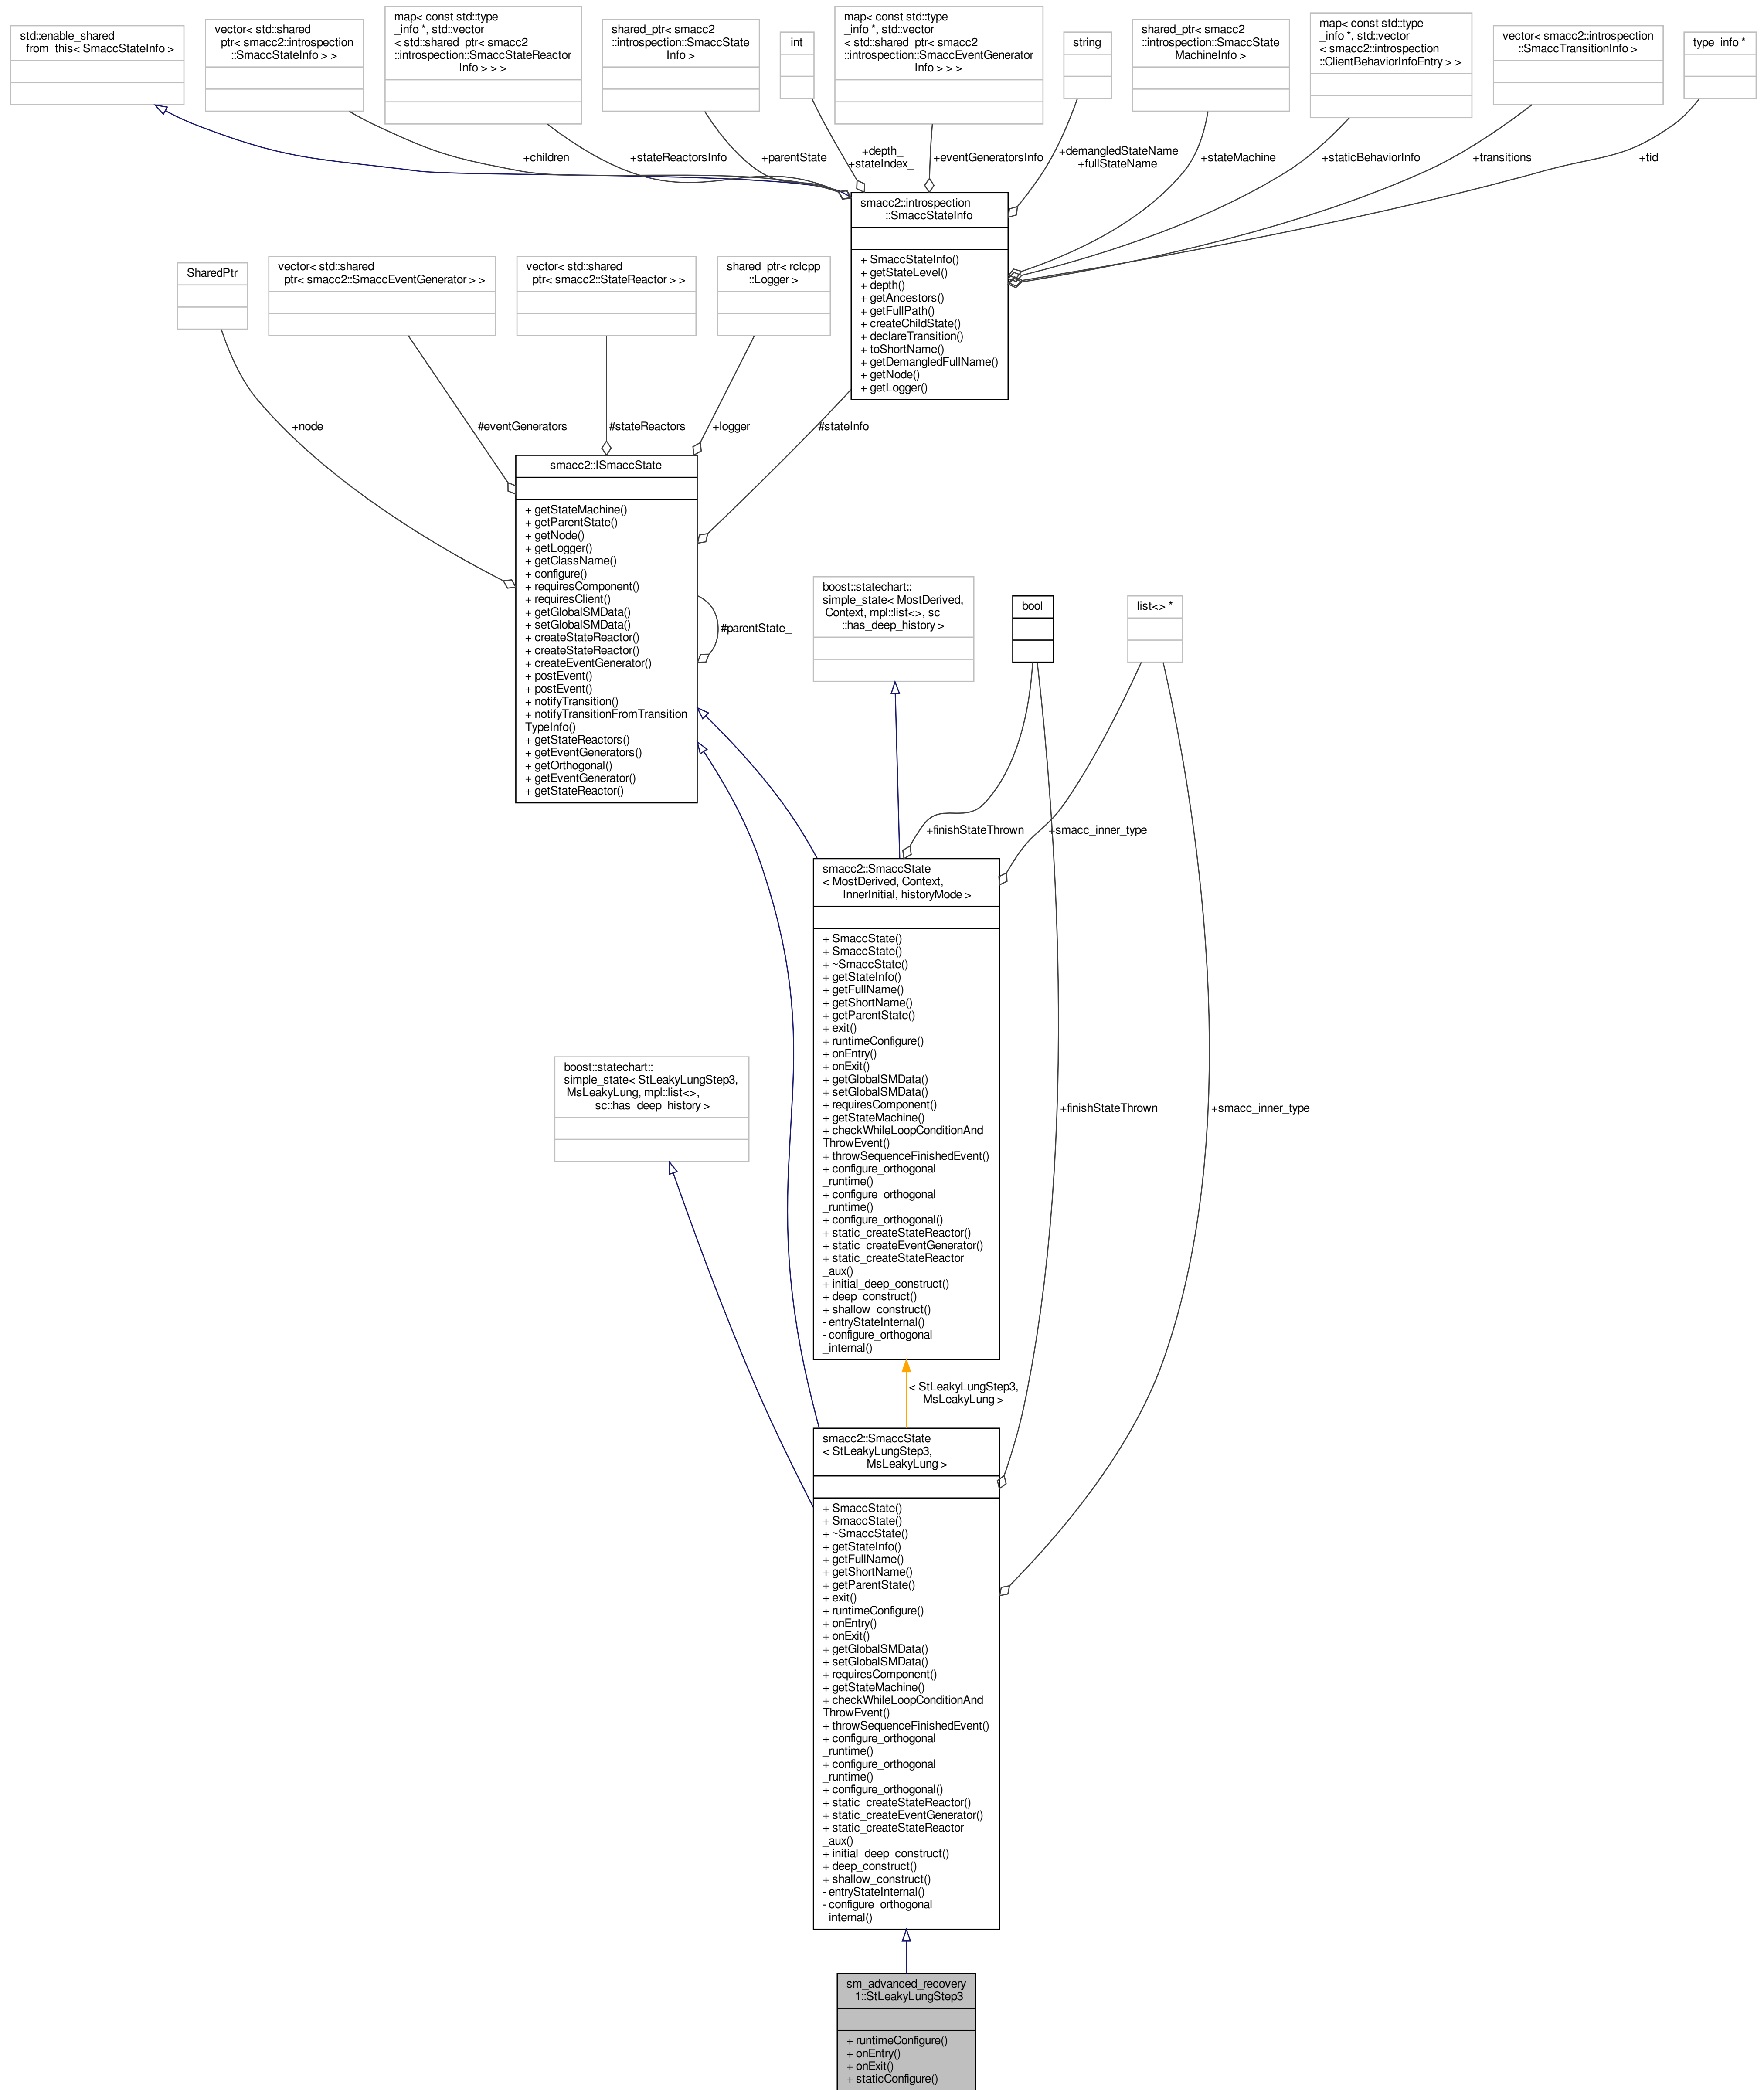 std::enable_shared
_from_this< SmaccStateInfo >
vector< std::shared
_ptr< smacc2::introspection
::SmaccStateInfo > >
map< const std::type
_info *, std::vector
< std::shared_ptr< smacc2
::introspection::SmaccStateReactor
Info > > >
shared_ptr< smacc2
::introspection::SmaccState
Info >
int
map< const std::type
_info *, std::vector
< std::shared_ptr< smacc2
::introspection::SmaccEventGenerator
Info > > >
string
shared_ptr< smacc2
::introspection::SmaccState
MachineInfo >
map< const std::type
_info *, std::vector
< smacc2::introspection
::ClientBehaviorInfoEntry > >
vector< smacc2::introspection
::SmaccTransitionInfo >
type_info *
+children_
+stateReactorsInfo
+parentState_
+depth_
+stateIndex_
+eventGeneratorsInfo
+demangledStateName
+fullStateName
+stateMachine_
+staticBehaviorInfo
+transitions_
+tid_
smacc2::introspection
::SmaccStateInfo
+ SmaccStateInfo()
+ getStateLevel()
+ depth()
+ getAncestors()
+ getFullPath()
+ createChildState()
+ declareTransition()
+ toShortName()
+ getDemangledFullName()
+ getNode()
+ getLogger()
SharedPtr
vector< std::shared
_ptr< smacc2::SmaccEventGenerator > >
vector< std::shared
_ptr< smacc2::StateReactor > >
shared_ptr< rclcpp
::Logger >
+node_
#eventGenerators_
#stateReactors_
+logger_
#stateInfo_
smacc2::ISmaccState
+ getStateMachine()
+ getParentState()
+ getNode()
+ getLogger()
+ getClassName()
+ configure()
+ requiresComponent()
+ requiresClient()
+ getGlobalSMData()
+ setGlobalSMData()
+ createStateReactor()
+ createStateReactor()
+ createEventGenerator()
+ postEvent()
+ postEvent()
+ notifyTransition()
+ notifyTransitionFromTransition
TypeInfo()
+ getStateReactors()
+ getEventGenerators()
+ getOrthogonal()
+ getEventGenerator()
+ getStateReactor()
#parentState_
boost::statechart::
simple_state< MostDerived,
Context, mpl::list<>, sc
::has_deep_history >
bool
list<> *
+finishStateThrown
+smacc_inner_type
smacc2::SmaccState
< MostDerived, Context,
InnerInitial, historyMode >
+ SmaccState()
+ SmaccState()
+ ~SmaccState()
+ getStateInfo()
+ getFullName()
+ getShortName()
+ getParentState()
+ exit()
+ runtimeConfigure()
+ onEntry()
+ onExit()
+ getGlobalSMData()
+ setGlobalSMData()
+ requiresComponent()
+ getStateMachine()
+ checkWhileLoopConditionAnd
ThrowEvent()
+ throwSequenceFinishedEvent()
+ configure_orthogonal
_runtime()
+ configure_orthogonal
_runtime()
+ configure_orthogonal()
+ static_createStateReactor()
+ static_createEventGenerator()
+ static_createStateReactor
_aux()
+ initial_deep_construct()
+ deep_construct()
+ shallow_construct()
- entryStateInternal()
- configure_orthogonal
_internal()
boost::statechart::
simple_state< StLeakyLungStep3,
MsLeakyLung, mpl::list<>,
sc::has_deep_history >
+finishStateThrown
+smacc_inner_type
< StLeakyLungStep3,
MsLeakyLung >
smacc2::SmaccState
< StLeakyLungStep3,
MsLeakyLung >
+ SmaccState()
+ SmaccState()
+ ~SmaccState()
+ getStateInfo()
+ getFullName()
+ getShortName()
+ getParentState()
+ exit()
+ runtimeConfigure()
+ onEntry()
+ onExit()
+ getGlobalSMData()
+ setGlobalSMData()
+ requiresComponent()
+ getStateMachine()
+ checkWhileLoopConditionAnd
ThrowEvent()
+ throwSequenceFinishedEvent()
+ configure_orthogonal
_runtime()
+ configure_orthogonal
_runtime()
+ configure_orthogonal()
+ static_createStateReactor()
+ static_createEventGenerator()
+ static_createStateReactor
_aux()
+ initial_deep_construct()
+ deep_construct()
+ shallow_construct()
- entryStateInternal()
- configure_orthogonal
_internal()
sm_advanced_recovery
_1::StLeakyLungStep3
+ runtimeConfigure()
+ onEntry()
+ onExit()
+ staticConfigure()